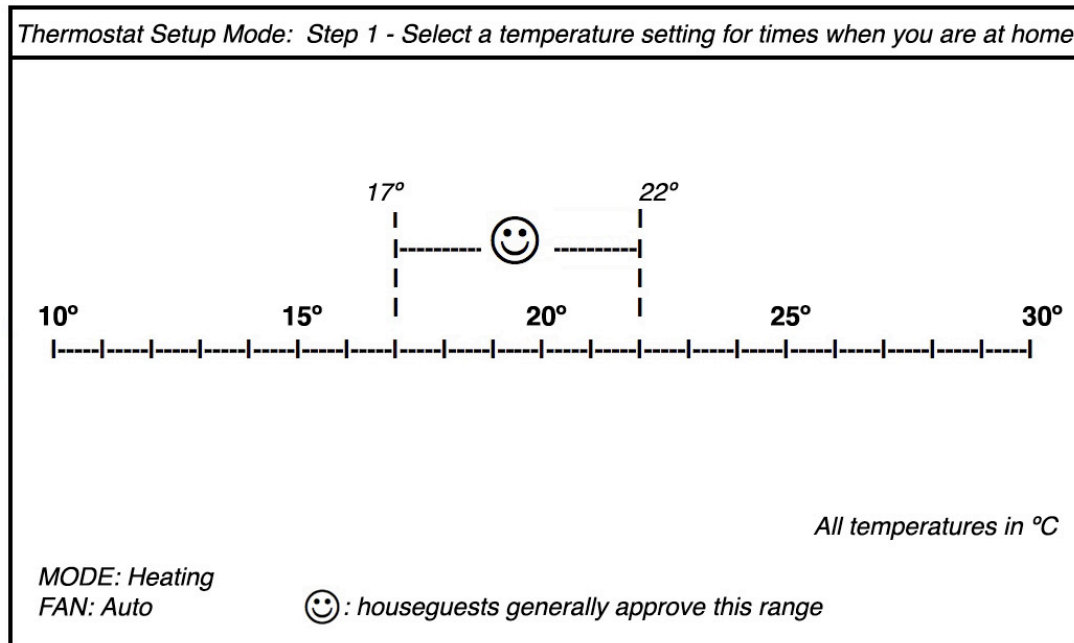 Thermostat Setup Mode: Step 1 - Select a temperature setting for times when you are at home
17º 22º
10º 15º 20º 25º 30º
All temperatures in ºC
MODE: Heating
FAN: Auto
: houseguests generally approve this range